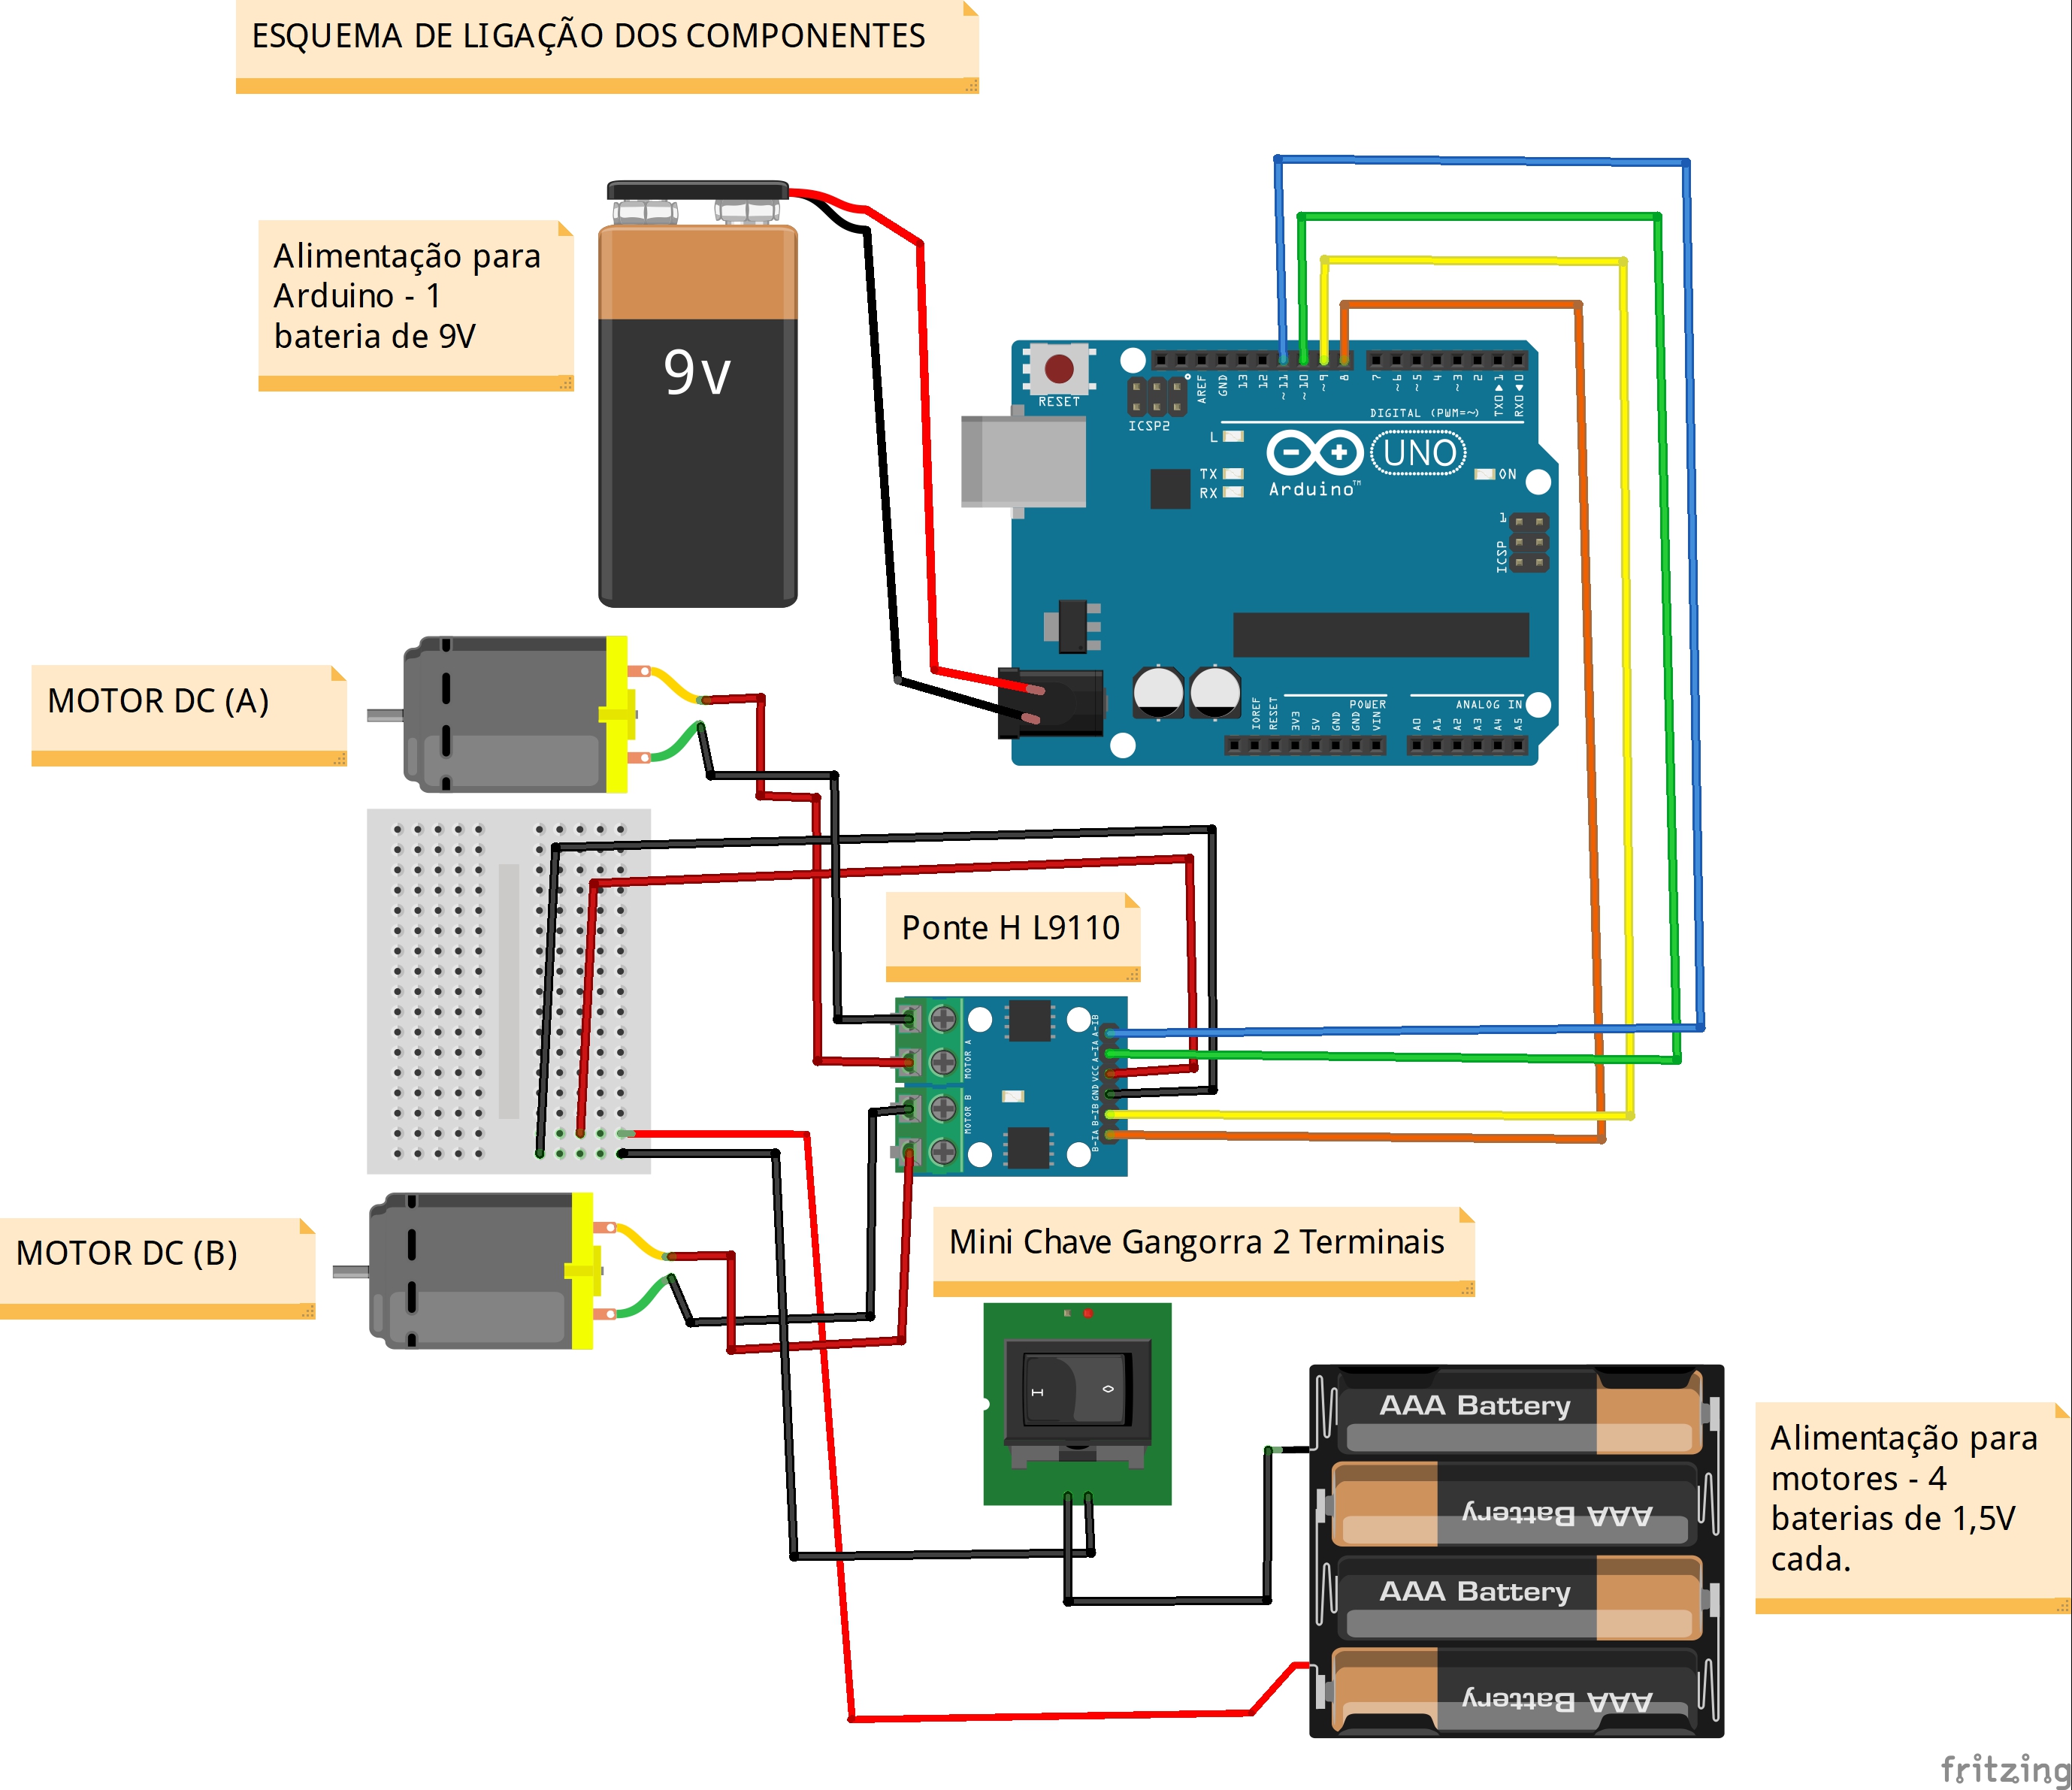 ESQUEMA DE LIGAÇÃO DOS COMPONENTES
Alimentação para
Arduino - 1
bateria de 9V
9v
RESET
ICSP2
AREF
GND
13
12
~11
~10
~9
8
7
~6
~5
4
~3
2
TX0▶1
RX0◀0
DIGITAL (PWM=~)
L
TX
RX
Arduino™
UNO
ON
1
ICSP
IOREF
RESET
3V3
5V
GND
GND
VIN
POWER
A0
A1
A2
A3
A4
A5
ANALOG IN
MOTOR DC (A)
Ponte H L9110
MOTOR A
MOTOR B
A-IB
A-IA
VCC
GND
B-IB
B-IA
MOTOR DC (B)
Mini Chave Gangorra 2 Terminais
I
O
AAA Battery
AAA Battery
AAA Battery
AAA Battery
Alimentação para
motores - 4
baterias de 1,5V
cada.
fritzing